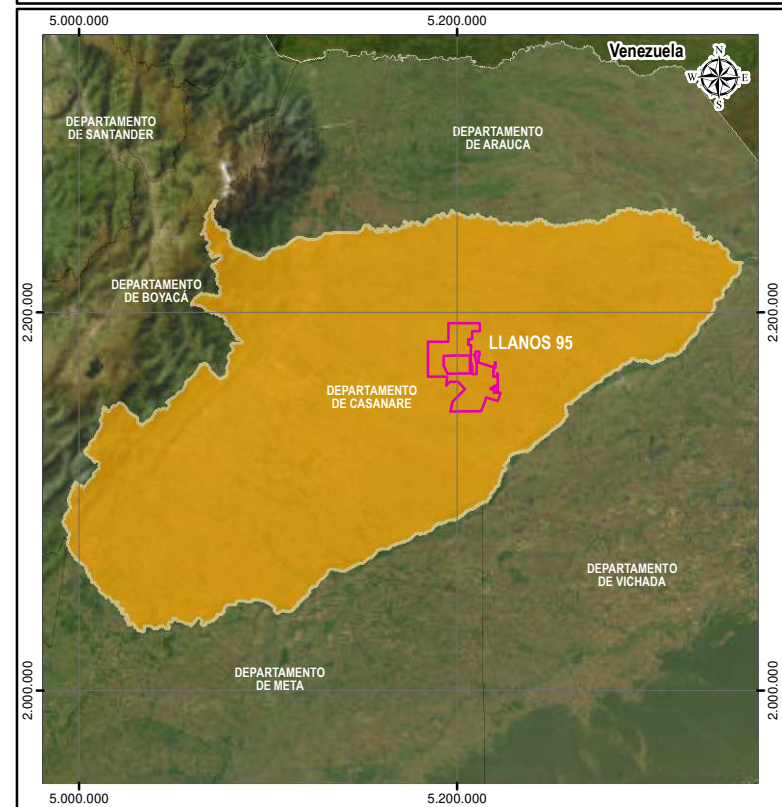 5.000.000
5.200.000
Venezuela
N
W
E
S
DEPARTAMENTO
DE SANTANDER
DEPARTAMENTO
DE ARAUCA
DEPARTAMENTO
DE BOYACÁ
2.200.000
2.200.000
LLANOS 95
DEPARTAMENTO
DE CASANARE
DEPARTAMENTO
DE VICHADA
DEPARTAMENTO
DE META
2.000.000
2.000.000
5.000.000
5.200.000